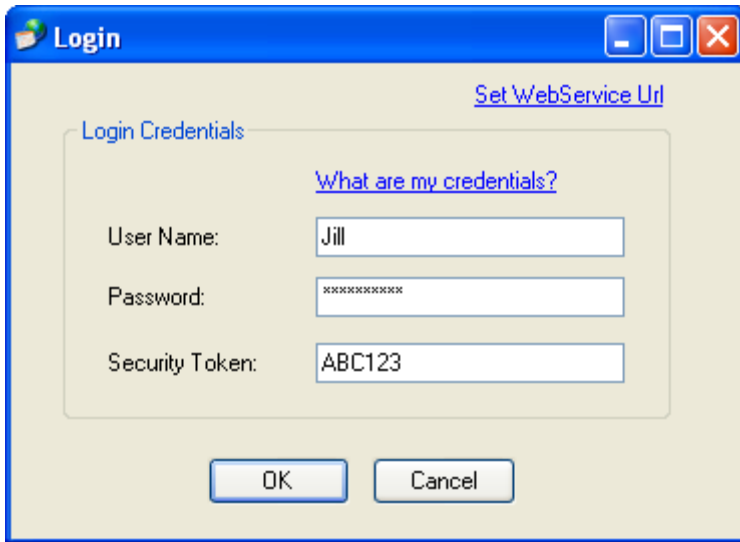 Login
Set WebService Url
Login Credentials
What are my credentials?
User Name: Jill
Password: **********
Security Token: ABC123
OK Cancel